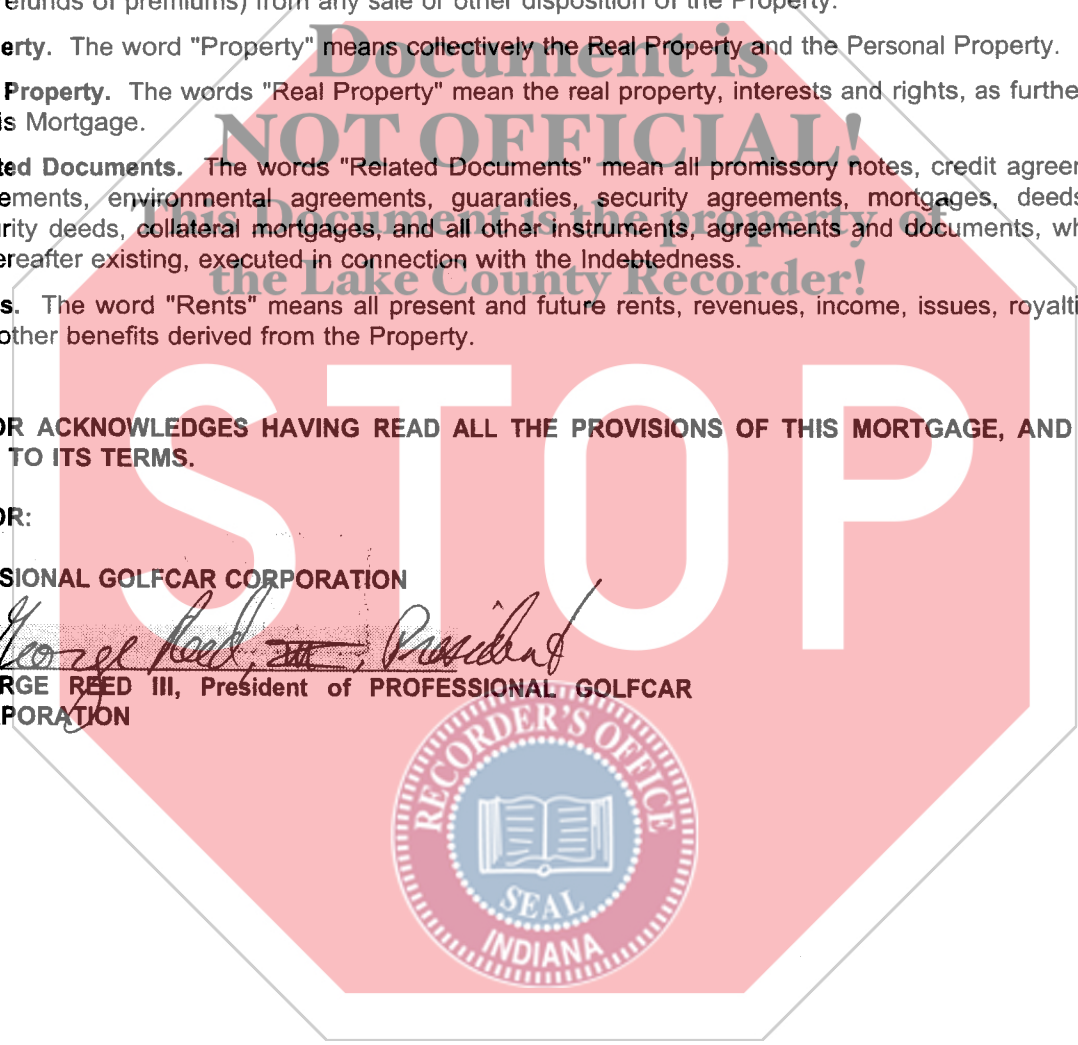 efunds of premiums) from any sale or other disposition of the Property.
erty. The word "Property" means collectively the Real Property and the Personal Property.
Property. The words "Real Property" mean the real property, interests and rights, as furthe
is Mortgage.
ted Documents. The words "Related Documents" mean all promissory notes, credit agreer
ements, environmental agreements, guaranties, security agreements, mortgages, deeds
rity deeds, collateral mortgages, and all other instruments, agreements and documents, wh
ereafter existing, executed in connection with the Indebtedness.
s. The word "Rents" means all present and future rents, revenues, income, issues, royalti
other benefits derived from the Property.
OR ACKNOWLEDGES HAVING READ ALL THE PROVISIONS OF THIS MORTGAGE, AND
TO ITS TERMS.
OR:
SIONAL GOLFCAR CORPORATION
George Reed, III, President
RGE REED III, President of PROFESSIONAL GOLFCAR
PORATION
Document is
NOT OFFICIAL!
This Document is the property of
the Lake County Recorder!
STOP
RECORDER'S OFFICE
SEAL
INDIANA